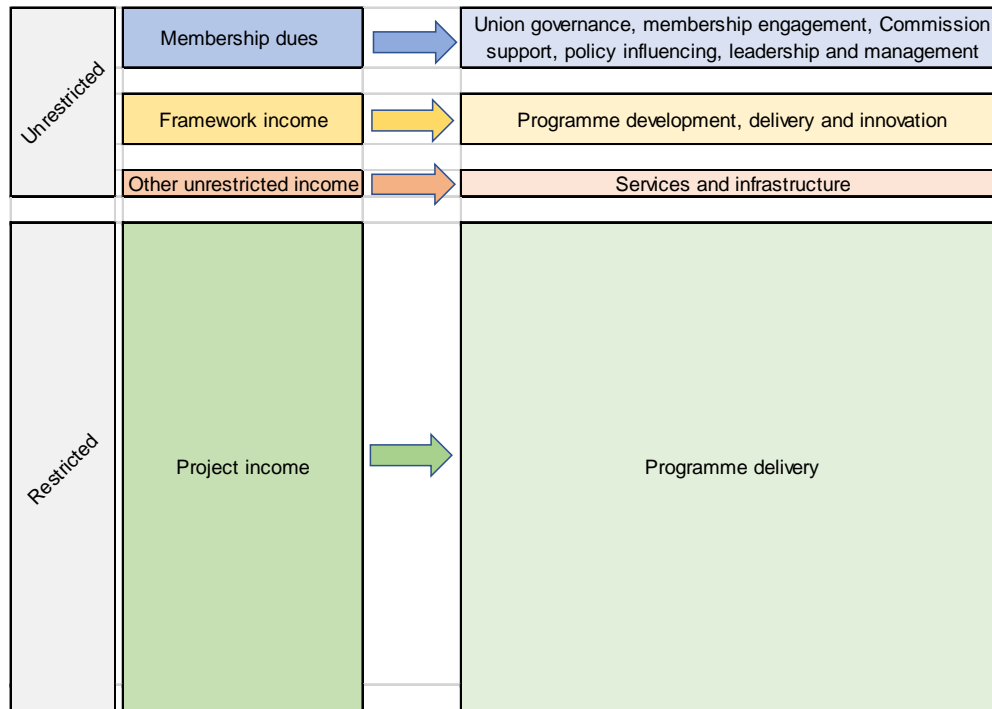 Unrestricted
Membership dues
Union governance, membership engagement, Commission
support, policy influencing, leadership and management
Framework income
Programme development, delivery and innovation
Other unrestricted income
Services and infrastructure
Restricted
Project income
Programme delivery